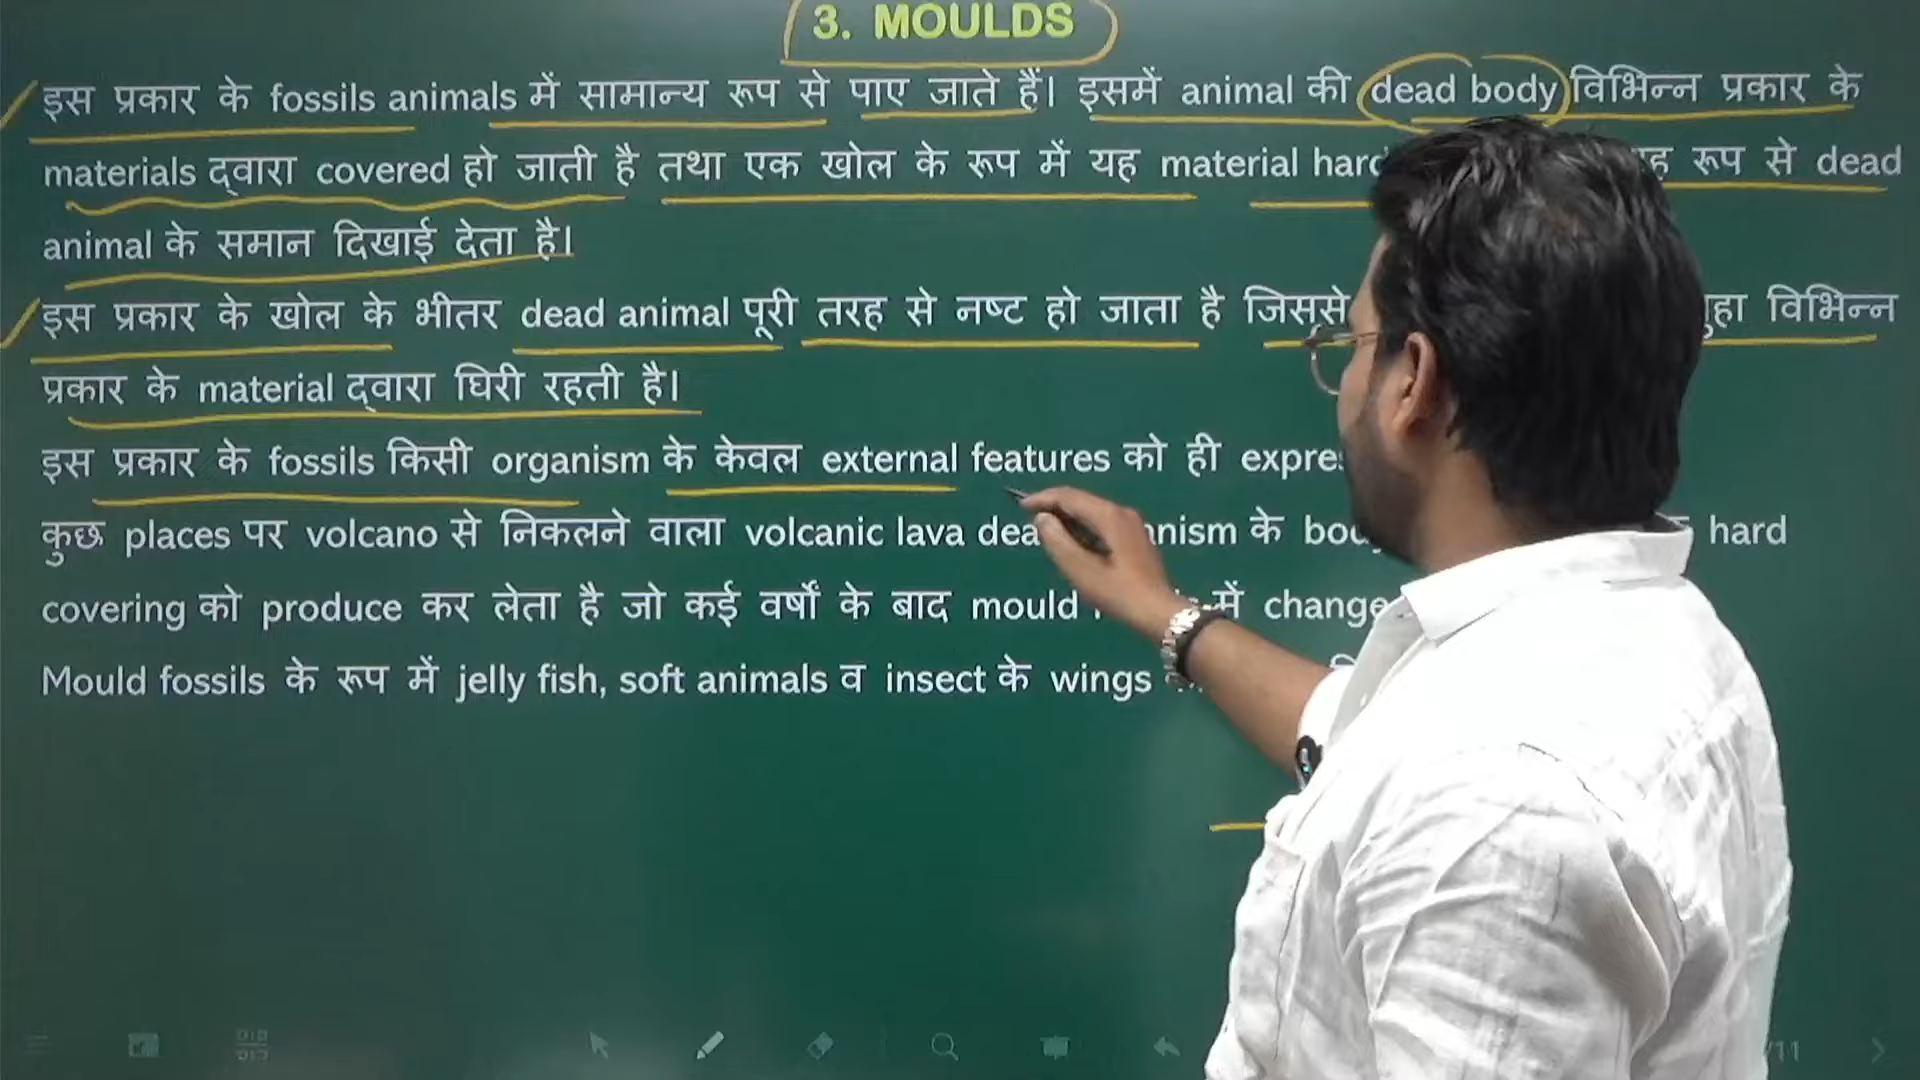 3. MOULDS
इस प्रकार के fossils animals में सामान्य रूप से पाए जाते हैं। इसमें animal की dead body विभिन्न प्रकार के
materials द्वारा covered हो जाती है तथा एक खोल के रूप में यह material रूप से dead
animal के समान दिखाई देता है।
इस प्रकार के खोल के भीतर dead animal पूरी तरह से नष्ट हो जाता है जिससे विभिन्न
प्रकार के material द्वारा घिरी रहती है।
इस प्रकार के fossils किसी organism के केवल external features को ही
कुछ places पर volcano से निकलने वाला volcanic lava के hard
covering को produce कर लेता है जो कई वर्षों के बाद mould में change
Mould fossils के रूप में jelly fish, soft animals व insect के wings
/11